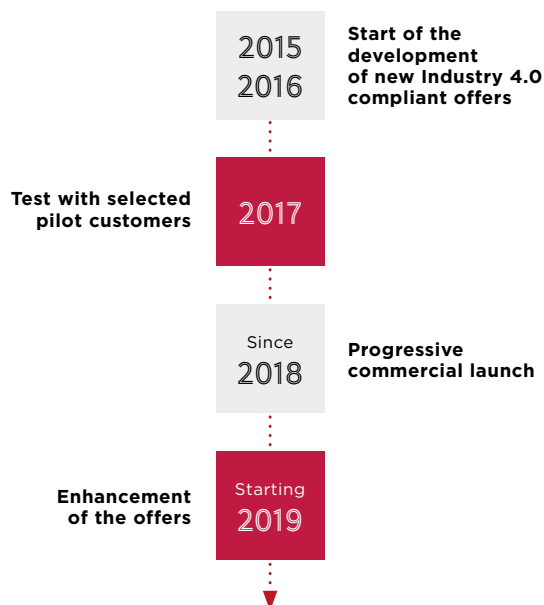 2015
2016
Start of the
development
of new Industry 4.0
compliant offers
Test with selected
pilot customers
2017
Since
2018
Progressive
commercial launch
Enhancement
of the offers
Starting
2019